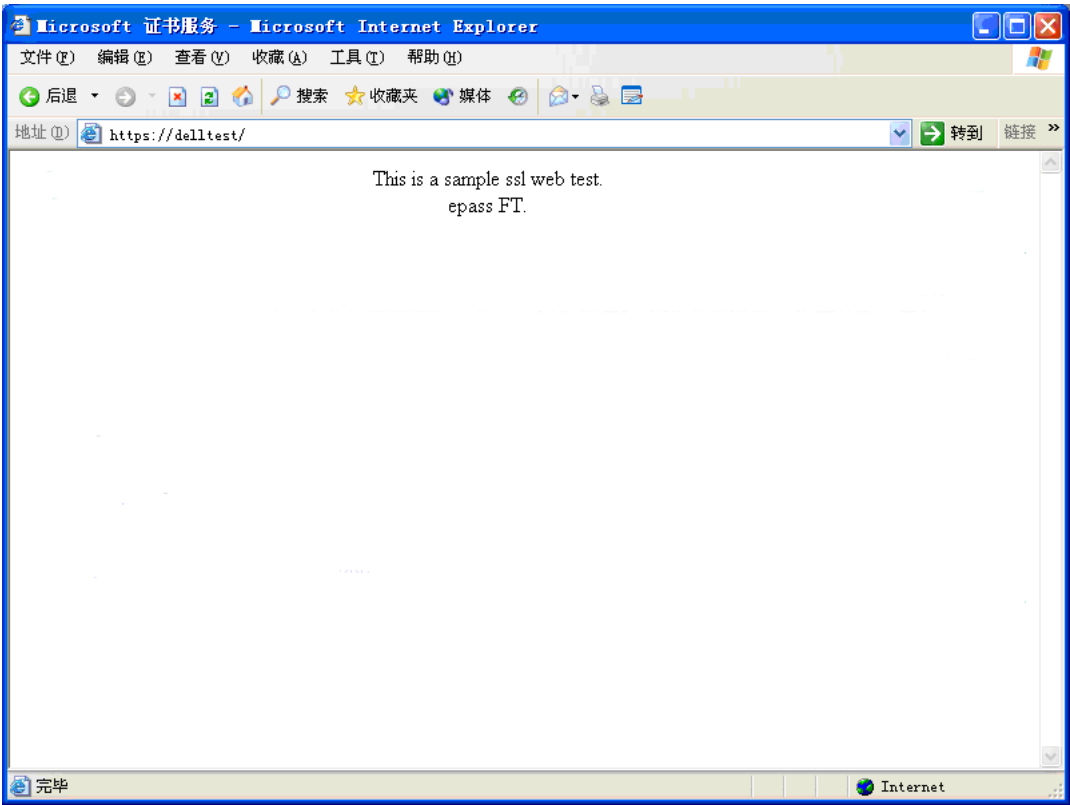 Microsoft 证书服务 - Microsoft Internet Explorer
文件(F) 编辑(E) 查看(V) 收藏(A) 工具(T) 帮助(H)
后退 搜索 收藏夹 媒体
地址(D) https://delltest/ 转到 链接 »
This is a sample ssl web test.
epass FT.
完毕 Internet